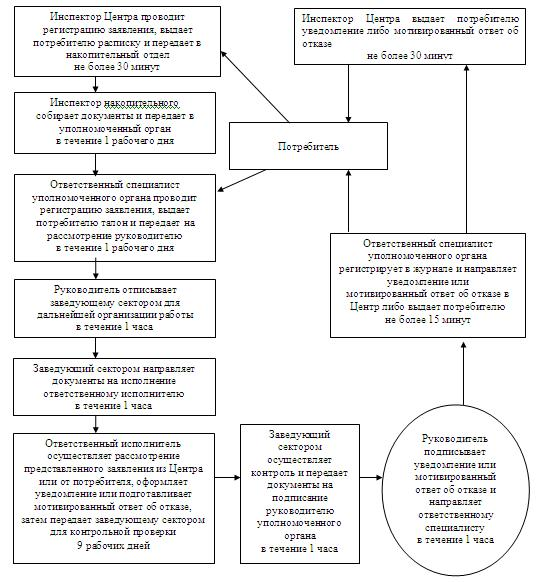 Инспектор Центра проводит
регистрацию заявления, выдает
потребителю расписку и передает в
накопительный отдел
не более 30 минут
Инспектор Центра выдает потребителю
уведомление либо мотивированный ответ об
отказе
не более 30 минут
Инспектор накопительного
собирает документы и передает в
уполномоченный орган
в течение 1 рабочего дня
Потребитель
Ответственный специалист
уполномоченного органа проводит
регистрацию заявления, выдает
потребителю талон и передает на
рассмотрение руководителю
в течение 1 рабочего дня
Ответственный специалист
уполномоченного органа
регистрирует в журнале и направляет
уведомление или
мотивированный ответ об отказе в
Центр либо выдает потребителю
не более 15 минут
Руководитель отписывает
заведующему сектором для
дальнейшей организации работы
в течение 1 часа
Заведующий сектором направляет
документы на исполнение
ответственному исполнителю
в течение 1 часа
Ответственный исполнитель
осуществляет рассмотрение
представленного заявления из Центра
или от потребителя, оформляет
уведомление или подготавливает
мотивированный ответ об отказе,
затем передает заведующему сектором
для контрольной проверки
9 рабочих дней
Заведующий
сектором
осуществляет
контроль и передает
документы на
подписание
руководителю
уполномоченного
органа
в течение 1 часа
Руководитель
подписывает
уведомление или
мотивированный
ответ об отказе и
направляет
ответственному
специалисту
в течение 1 часа